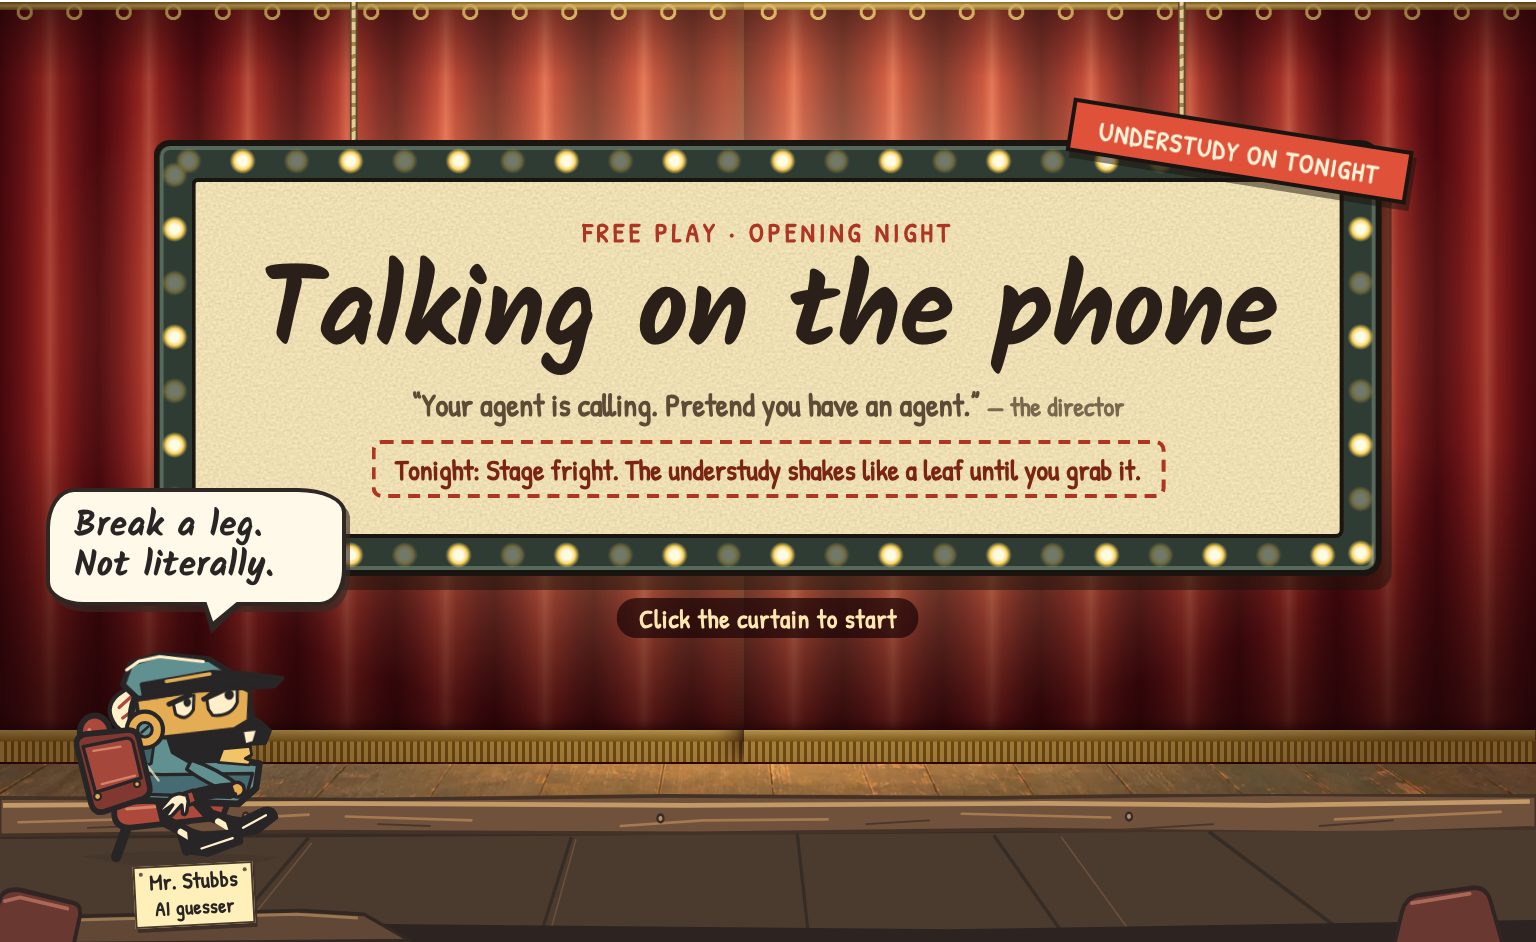 UNDERSTUDY ON TONIGHT
FREE PLAY · OPENING NIGHT
Talking on the phone
“Your agent is calling. Pretend you have an agent.” – the director
Tonight: Stage fright. The understudy shakes like a leaf until you grab it.
Break a leg.
Not literally.
Click the curtain to start
Mr. Stubbs
AI guesser